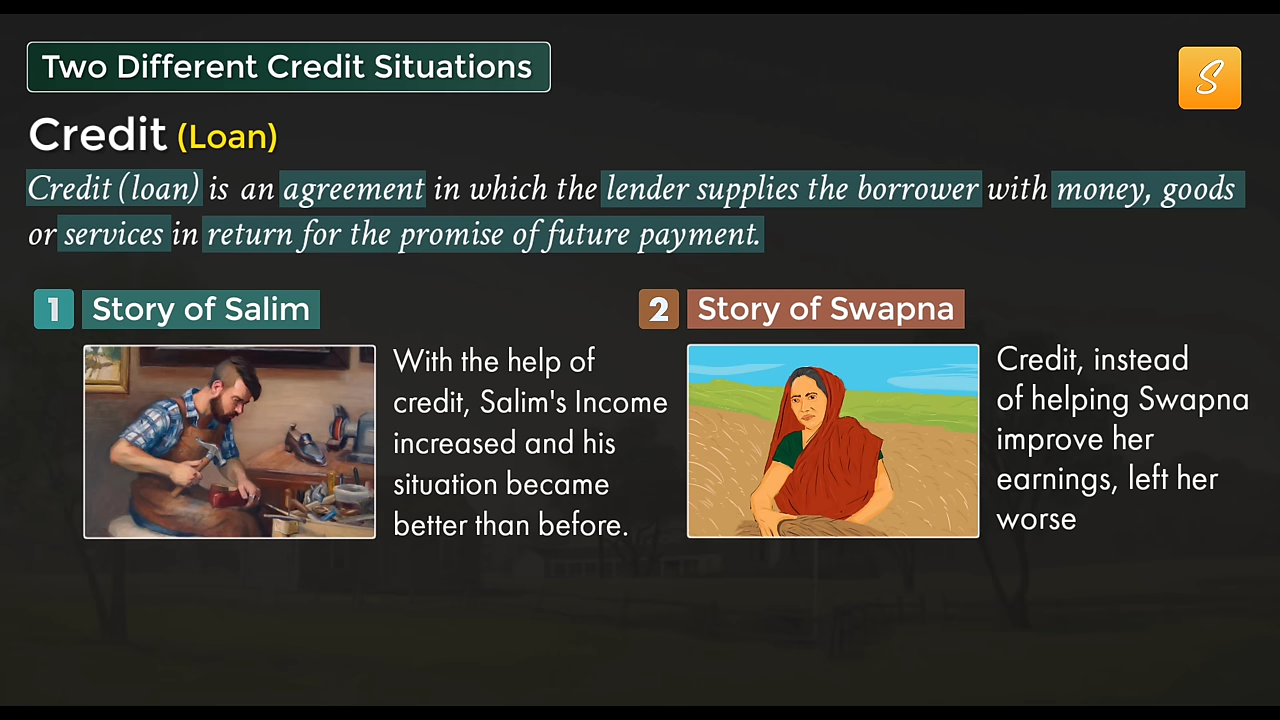 Two Different Credit Situations
S
Credit (Loan)
Credit (loan) is an agreement in which the lender supplies the borrower with money, goods
or services in return for the promise of future payment.
1 Story of Salim
With the help of
credit, Salim's Income
increased and his
situation became
better than before.
2 Story of Swapna
Credit, instead
of helping Swapna
improve her
earnings, left her
worse